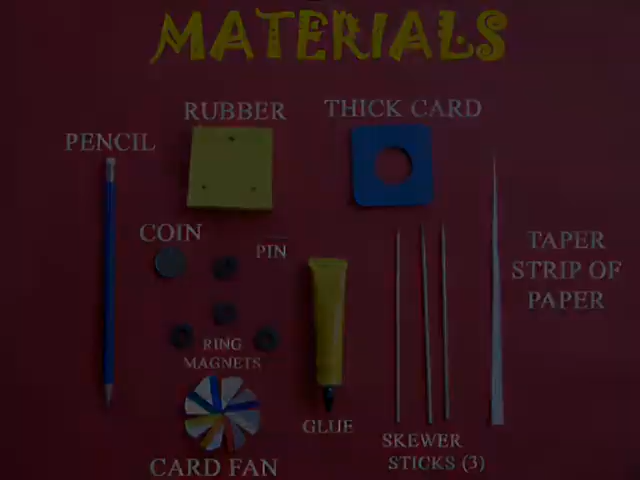 MATERIALS
RUBBER
THICK CARD
PENCIL
COIN
PIN
TAPER
STRIP OF
PAPER
RING
MAGNETS
GLUE
SKEWER
STICKS (3)
CARD FAN